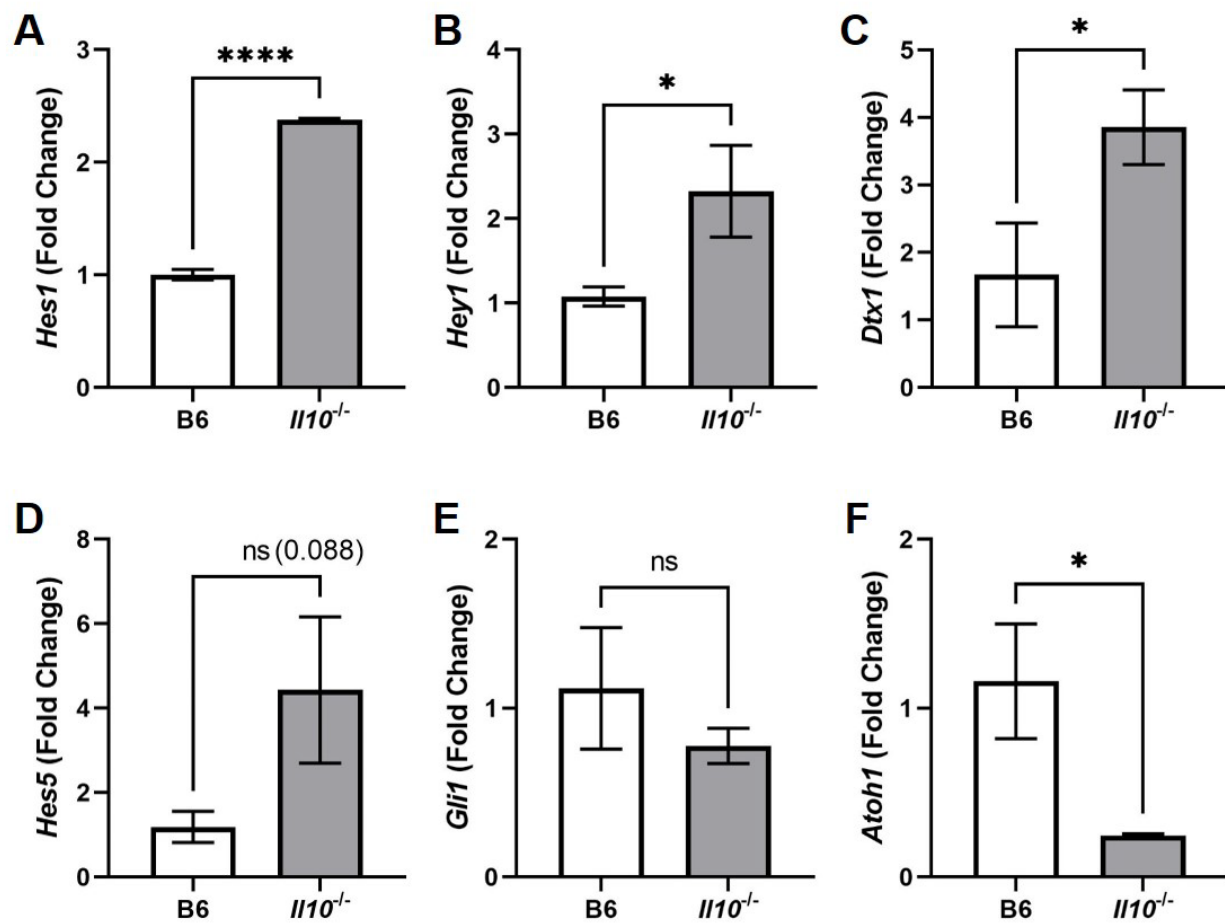 A
Hes1 (Fold Change)
3
2
1
0
****
B6
Il10-/-
B
Hey1 (Fold Change)
4
3
2
1
0
*
B6
Il10-/-
C
Dtx1 (Fold Change)
5
4
3
2
1
0
*
B6
Il10-/-
D
Hes5 (Fold Change)
8
6
4
2
0
ns (0.088)
B6
Il10-/-
E
Gli1 (Fold Change)
2
1
0
ns
B6
Il10-/-
F
Atoh1 (Fold Change)
2
1
0
*
B6
Il10-/-